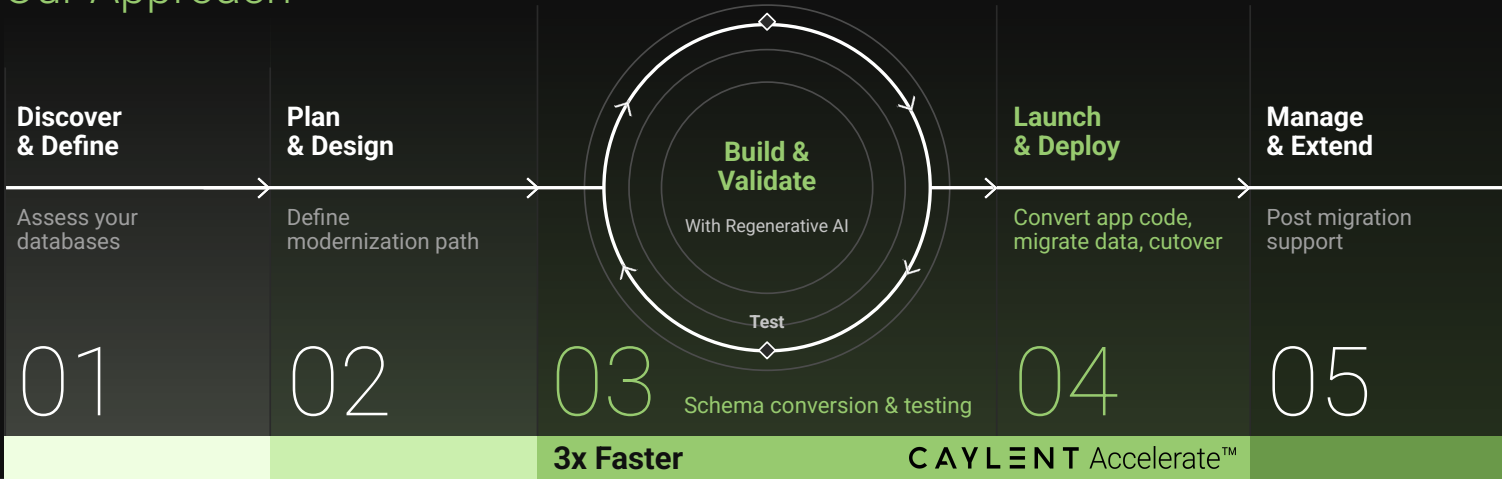 Our Approach
Discover
& Define
Assess your
databases
01
Plan
& Design
Define
modernization path
02
Build &
Validate
With Regenerative AI
Test
03
Schema conversion & testing
Launch
& Deploy
Convert app code,
migrate data, cutover
04
Manage
& Extend
Post migration
support
05
3x Faster
CAYLENT Accelerate™